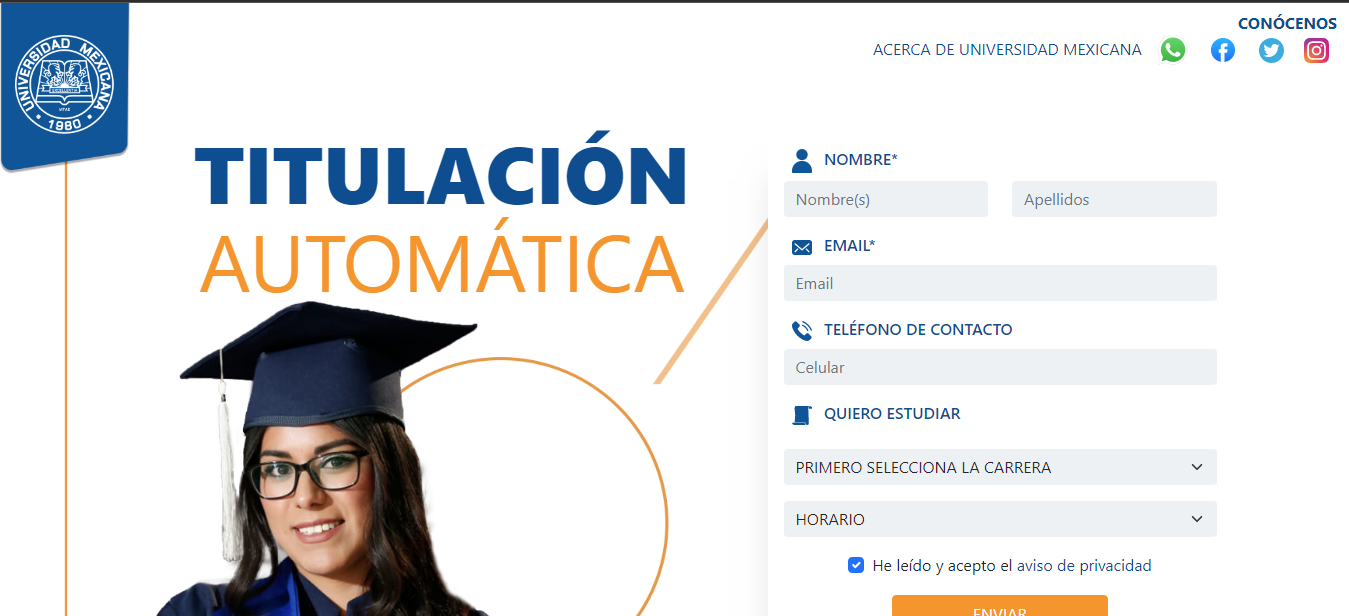 CONÓCENOS
ACERCA DE UNIVERSIDAD MEXICANA
UNIVERSIDAD MEXICANA
1980
TITULACIÓN
AUTOMÁTICA
NOMBRE*
Nombre(s) Apellidos
EMAIL*
Email
TELÉFONO DE CONTACTO
Celular
QUIERO ESTUDIAR
PRIMERO SELECCIONA LA CARRERA
HORARIO
He leído y acepto el aviso de privacidad
ENVIAR